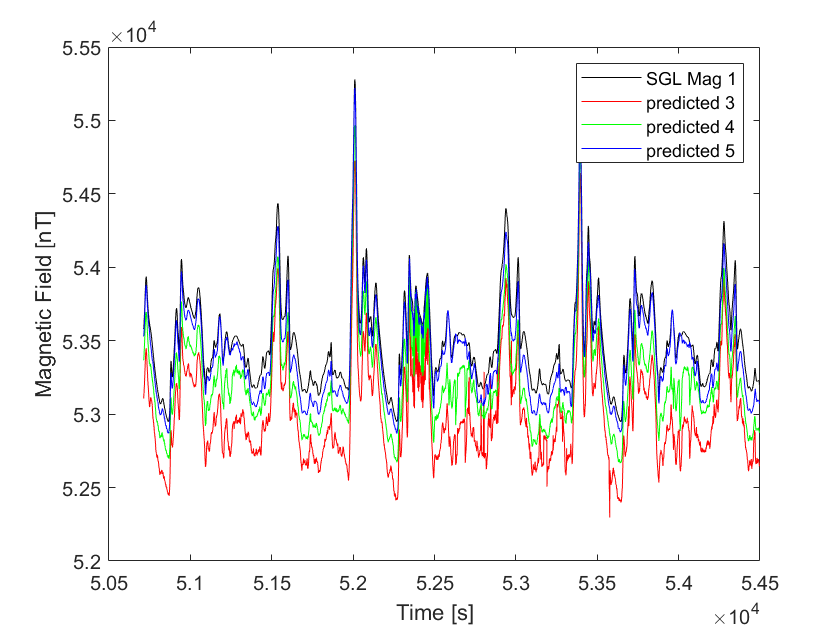 ×10⁴
5.55
5.5
5.45
5.4
5.35
5.3
5.25
5.2
Magnetic Field [nT]
SGL Mag 1
predicted 3
predicted 4
predicted 5
5.05 5.1 5.15 5.2 5.25 5.3 5.35 5.4 5.45
Time [s]
×10⁴